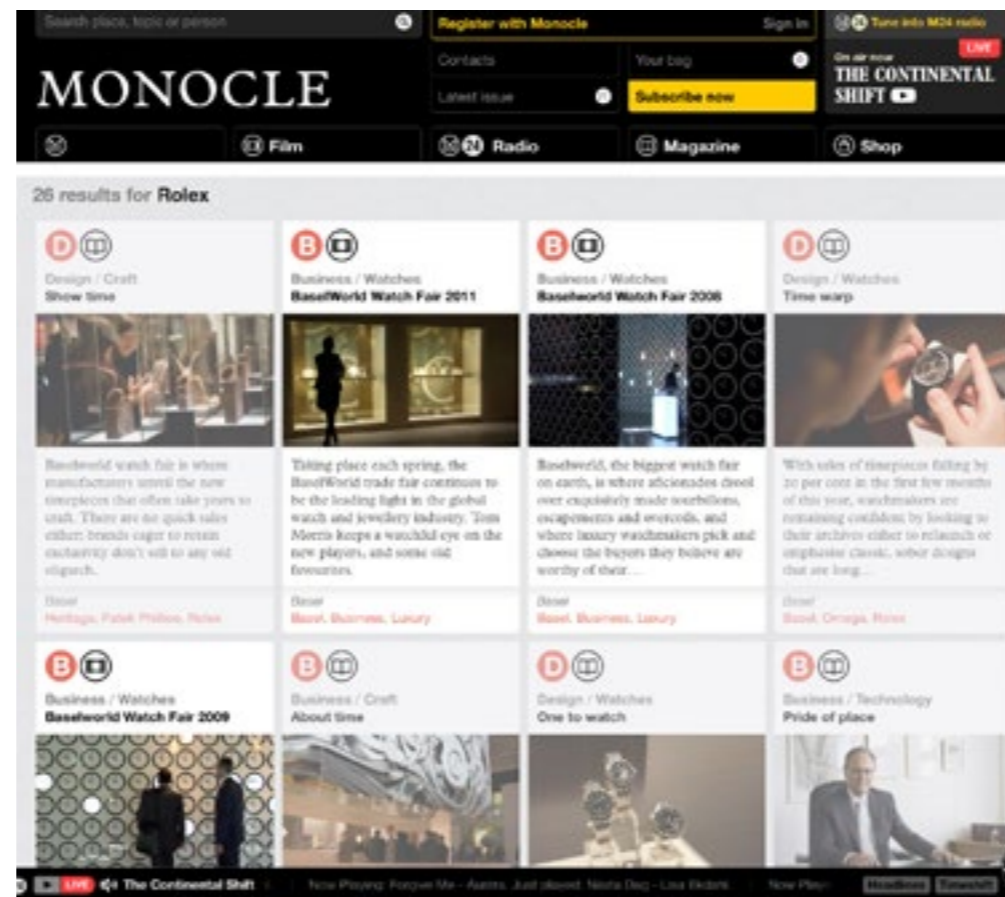 Search place, topic or person
Register with Monocle
Sign in
Tune into M24 radio
MONOCLE
Contacts
Your bag
Latest issue
Subscribe now
On air now
LIVE
THE CONTINENTAL
SHIFT
Film
24 Radio
Magazine
Shop
26 results for Rolex
D
Design / Craft
Show time
Baselworld watch fair is where
manufacturers unveil the new
timepieces that often take years to
craft. There are no quick sales
either: brands eager to retain
exclusivity don't sell to any old
oligarch.
Basel
Heritage, Patek Philippe, Rolex
B
Business / Watches
BaselWorld Watch Fair 2011
Taking place each spring, the
BaselWorld trade fair continues to
be the leading light in the global
watch and jewellery industry. Tom
Morris keeps a watchful eye on the
new players, and some old
favourites.
Basel
Basel, Business, Luxury
B
Business / Watches
Baselworld Watch Fair 2008
Baselworld, the biggest watch fair
on earth, is where aficionados drool
over exquisitely made tourbillons,
escapements and overcoils, and
where luxury watchmakers pick and
choose the buyers they believe are
worthy of their…
Basel
Basel, Business, Luxury
D
Design / Watches
Time warp
With sales of timepieces falling by
20 per cent in the first few months
of this year, watchmakers are
remaining confident by looking to
their archives either to relaunch or
emphasise classic, sober designs
that are long…
Basel
Basel, Omega, Rolex
B
Business / Watches
Baselworld Watch Fair 2009
B
Business / Craft
About time
D
Design / Watches
One to watch
B
Business / Technology
Pride of place
LIVE
The Continental Shift
Now Playing: Forgive Me - Austra. Just played:
Now Play
Headlines
Timeshift